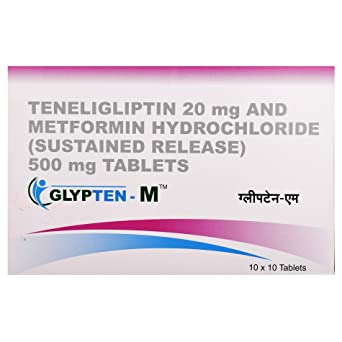 TENELIGLIPTIN 20 mg AND
METFORMIN HYDROCHLORIDE
(SUSTAINED RELEASE)
500 mg TABLETS
GLYPTEN - M™
ग्लीपटेन-एम
10 x 10 Tablets